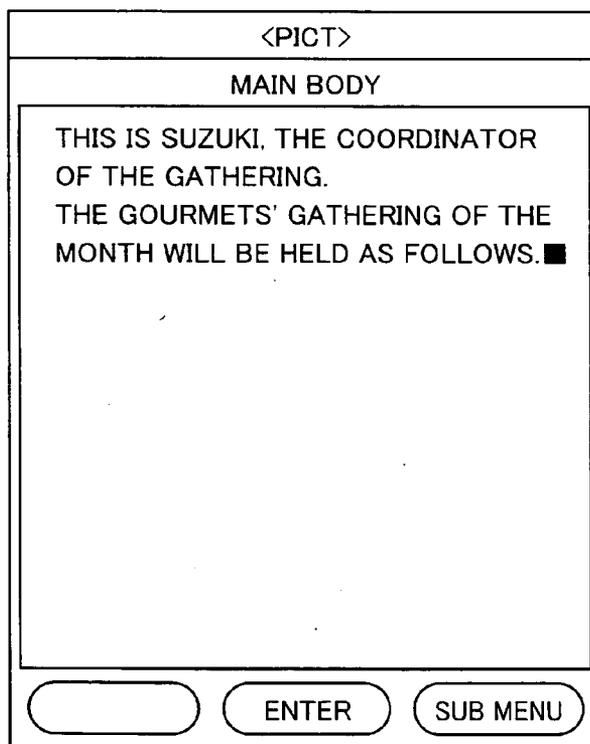 <PICT>
MAIN BODY
THIS IS SUZUKI, THE COORDINATOR
OF THE GATHERING.
THE GOURMETS' GATHERING OF THE
MONTH WILL BE HELD AS FOLLOWS.■
ENTER
SUB MENU